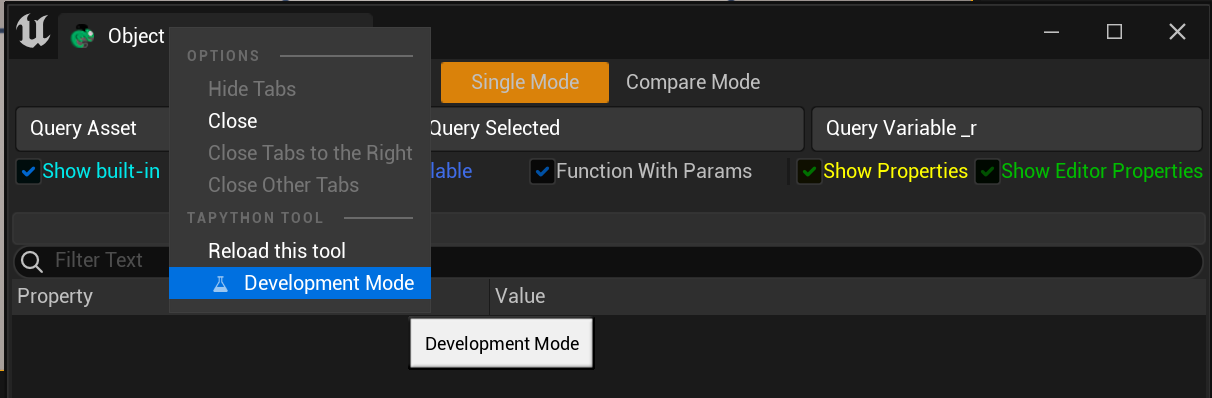 Object
OPTIONS
Hide Tabs
Close
Close Tabs to the Right
Close Other Tabs
TAPYTHON TOOL
Reload this tool
Development Mode
Single Mode
Compare Mode
Query Asset
Query Selected
Query Variable _r
Show built-in
lable
Function With Params
Show Properties
Show Editor Properties
Filter Text
Property
Value
Development Mode